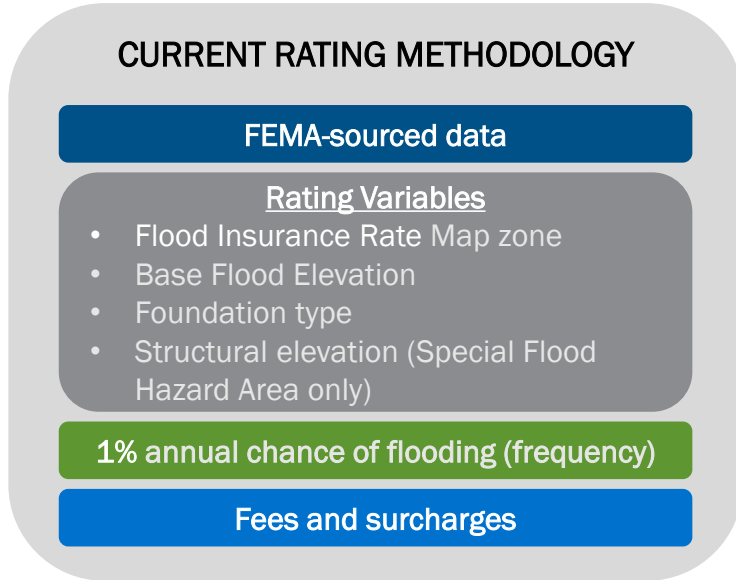 CURRENT RATING METHODOLOGY
FEMA-sourced data
Rating Variables
• Flood Insurance Rate Map zone
• Base Flood Elevation
• Foundation type
• Structural elevation (Special Flood
Hazard Area only)
1% annual chance of flooding (frequency)
Fees and surcharges